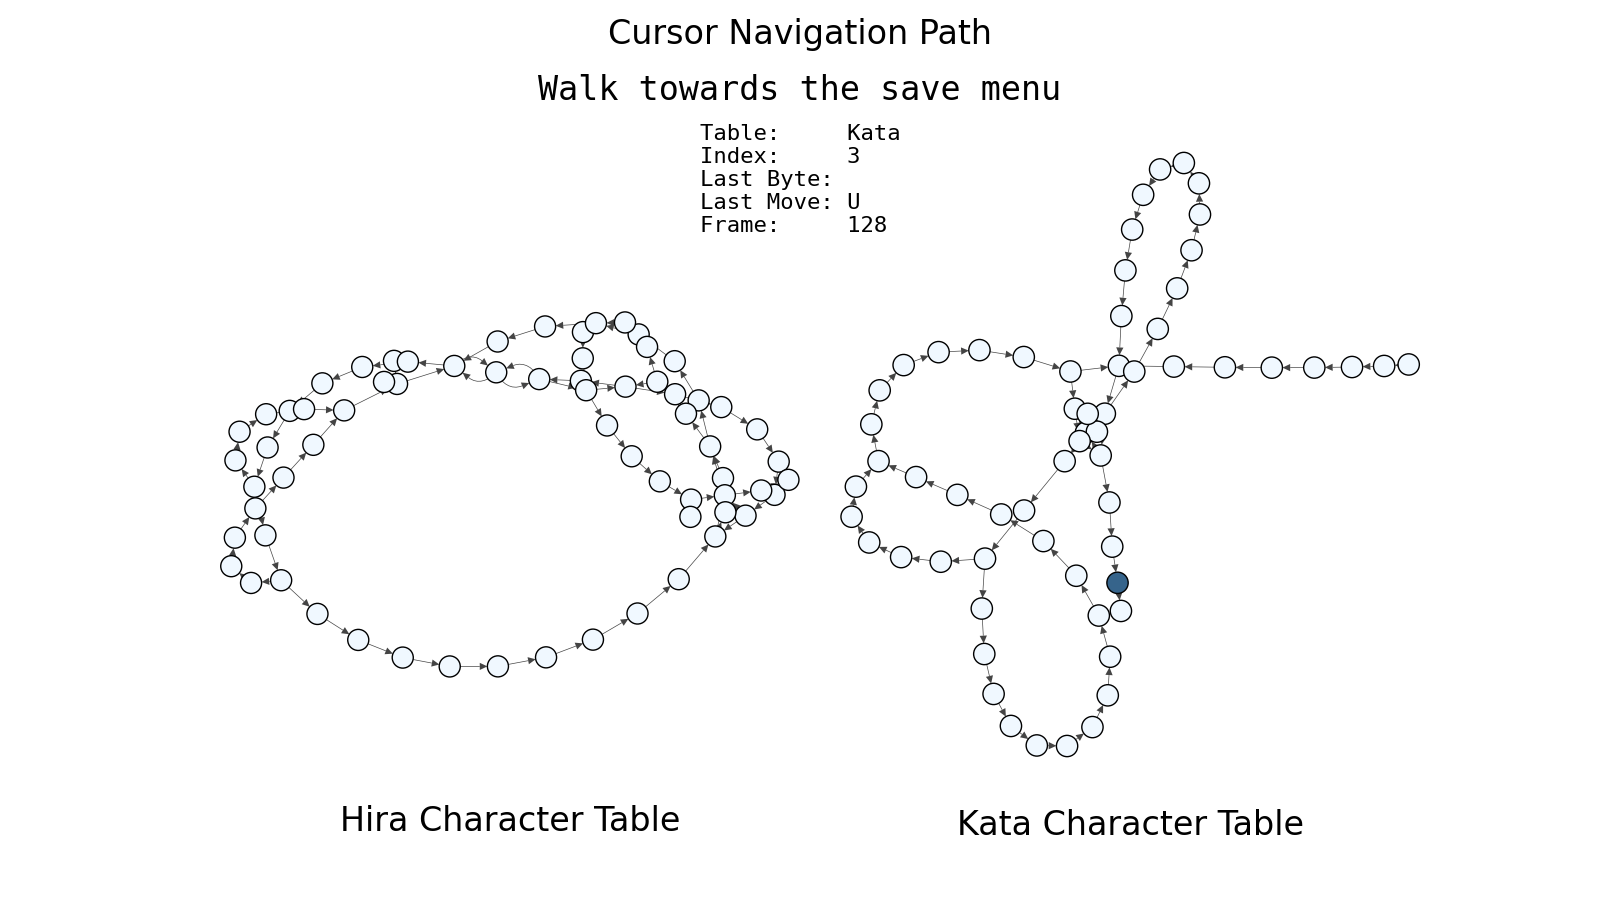 Cursor Navigation Path
Walk towards the save menu
Table: Kata
Index: 3
Last Byte:
Last Move: U
Frame: 128
Hira Character Table
Kata Character Table